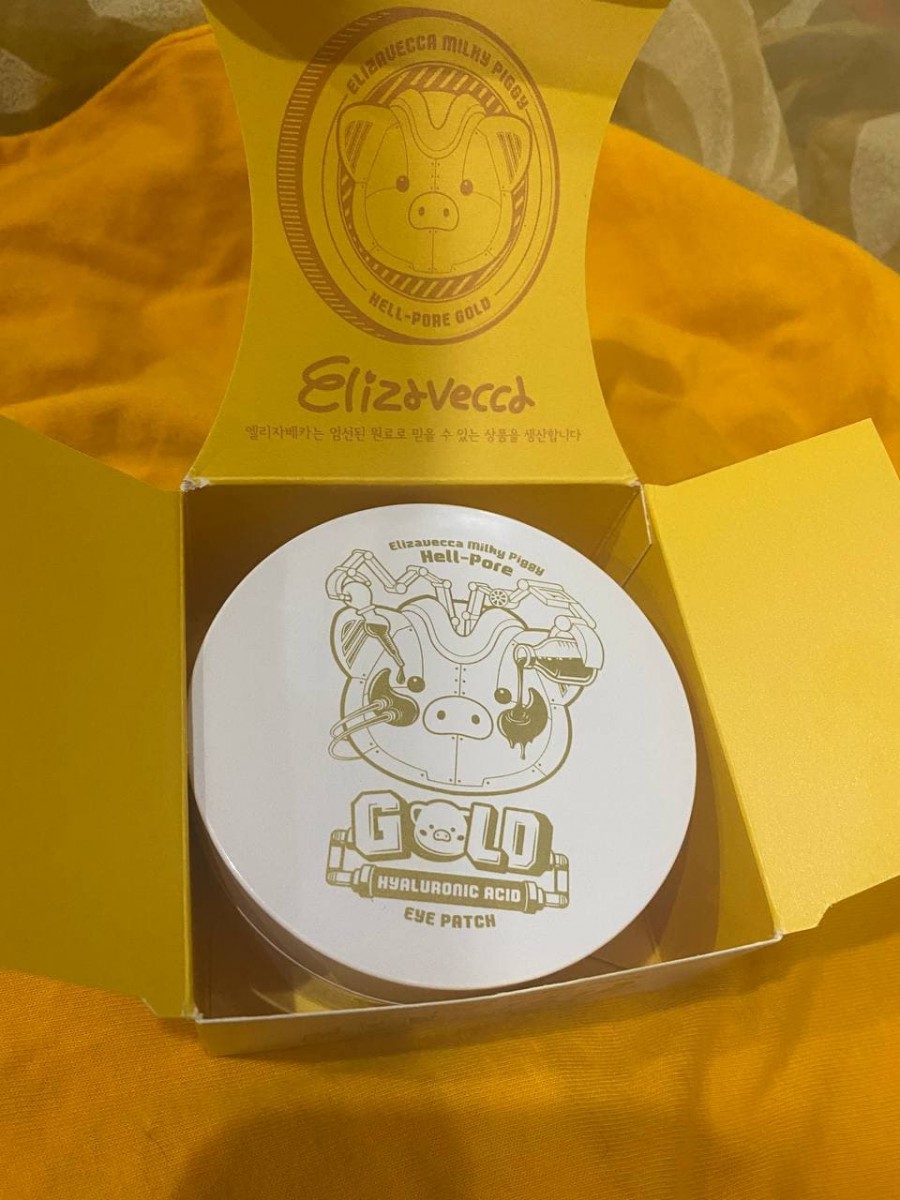 ELIZAVECCA MILKY PIGGY
HELL-PORE GOLD
Elizavecca
엘리자베카는 엄선된 원료로 믿을 수 있는 상품을 생산합니다
Elizavecca Milky Piggy
Hell-Pore
GOLD
HYALURONIC ACID
EYE PATCH